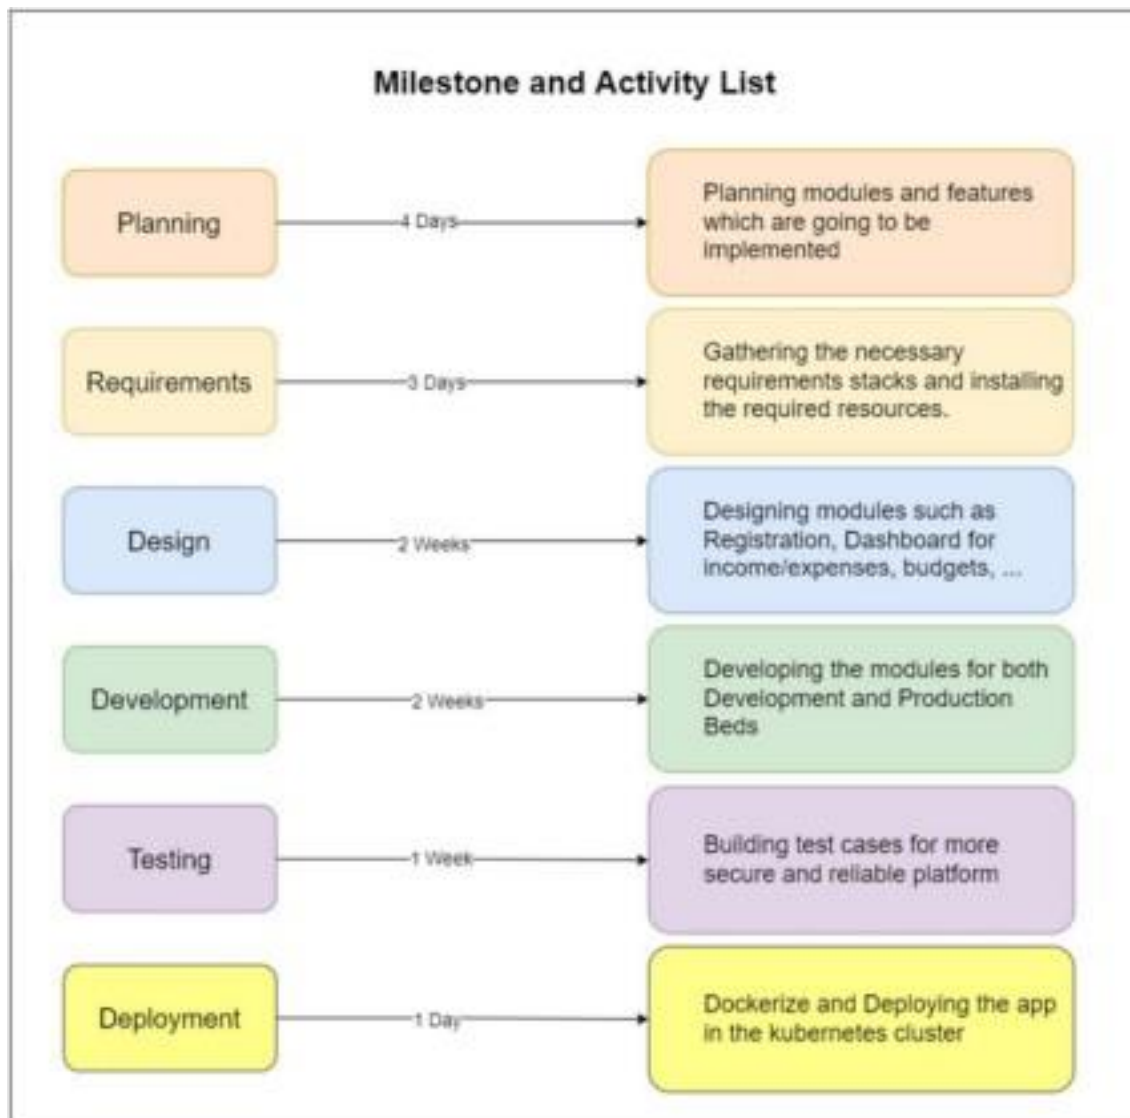 Milestone and Activity List
Planning
4 Days
Planning modules and features
which are going to be
implemented
Requirements
3 Days
Gathering the necessary
requirements stacks and installing
the required resources.
Design
2 Weeks
Designing modules such as
Registration, Dashboard for
income/expenses, budgets, ...
Development
2 Weeks
Developing the modules for both
Development and Production
Beds
Testing
1 Week
Building test cases for more
secure and reliable platform
Deployment
1 Day
Dockerize and Deploying the app
in the kubernetes cluster